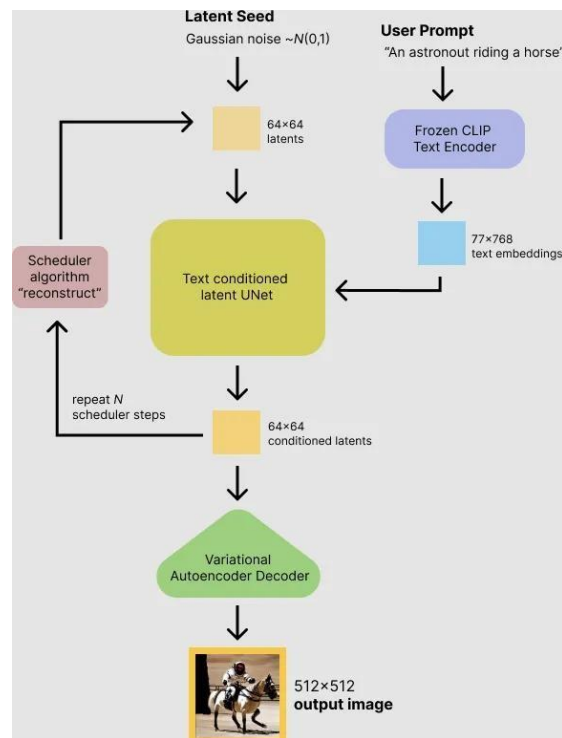 Latent Seed
Gaussian noise ~N(0,1)
User Prompt
“An astronout riding a horse”
64×64
latents
Frozen CLIP
Text Encoder
77×768
text embeddings
Scheduler
algorithm
“reconstruct”
Text conditioned
latent UNet
repeat N
scheduler steps
64×64
conditioned latents
Variational
Autoencoder Decoder
512×512
output image